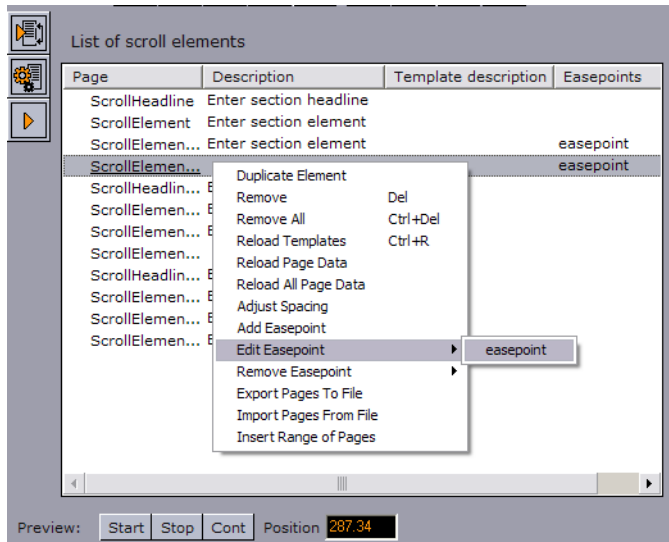 List of scroll elements
Page Description Template description Easepoints
ScrollHeadline Enter section headline
ScrollElement Enter section element
ScrollElemen... Enter section element easepoint
ScrollElemen... easepoint
ScrollHeadlin... E
ScrollElemen... E
ScrollElemen... E
ScrollElemen...
ScrollHeadlin... E
ScrollElemen... E
ScrollElemen... E
ScrollElemen... E
Duplicate Element
Remove Del
Remove All Ctrl+Del
Reload Templates Ctrl+R
Reload Page Data
Reload All Page Data
Adjust Spacing
Add Easepoint
Edit Easepoint easepoint
Remove Easepoint
Export Pages To File
Import Pages From File
Insert Range of Pages
Preview: Start Stop Cont Position 287.34